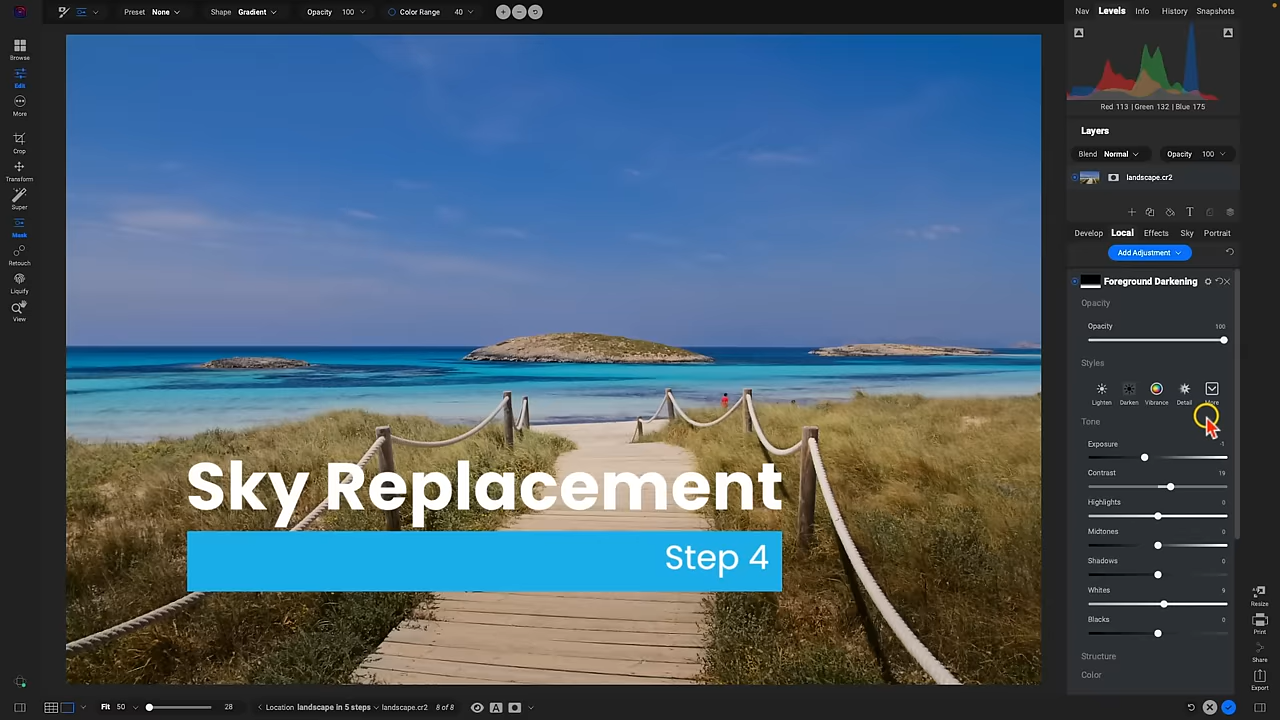 Preset None Shape Gradient Opacity 100 Color Range 40
Nav Levels Info History Snapshots
Browse
Edit
More
Crop
Transform
Super
Mask
Retouch
Liquify
View
Red 113 | Green 132 | Blue 175
Layers
Blend Normal Opacity 100
landscape.cr2
T
Develop Local Effects Sky Portrait
Add Adjustment
Foreground Darkening
Opacity
Opacity 100
Styles
Lighten Darken Vibrance Detail More
Tone
Exposure -1
Contrast 19
Highlights 0
Midtones 0
Shadows 0
Whites 9
Blacks 0
Structure
Color
Sky Replacement
Step 4
Resize
Print
Share
Export
Fit 50 28 Location landscape in 5 steps landscape.cr2 8 of 8 A